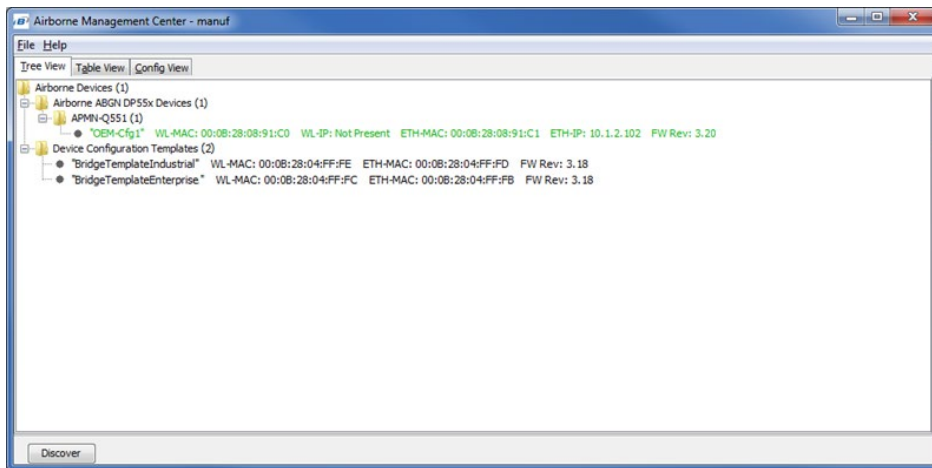 Airborne Management Center - manuf
File Help
Tree View Table View Config View
Airborne Devices (1)
Airborne ABGN DP55x Devices (1)
APMN-Q551 (1)
"OEM-Cfg1" WL-MAC: 00:0B:28:08:91:C0 WL-IP: Not Present ETH-MAC: 00:0B:28:08:91:C1 ETH-IP: 10.1.2.102 FW Rev: 3.20
Device Configuration Templates (2)
"BridgeTemplateIndustrial" WL-MAC: 00:0B:28:04:FF:FE ETH-MAC: 00:0B:28:04:FF:FD FW Rev: 3.18
"BridgeTemplateEnterprise" WL-MAC: 00:0B:28:04:FF:FC ETH-MAC: 00:0B:28:04:FF:FB FW Rev: 3.18
Discover